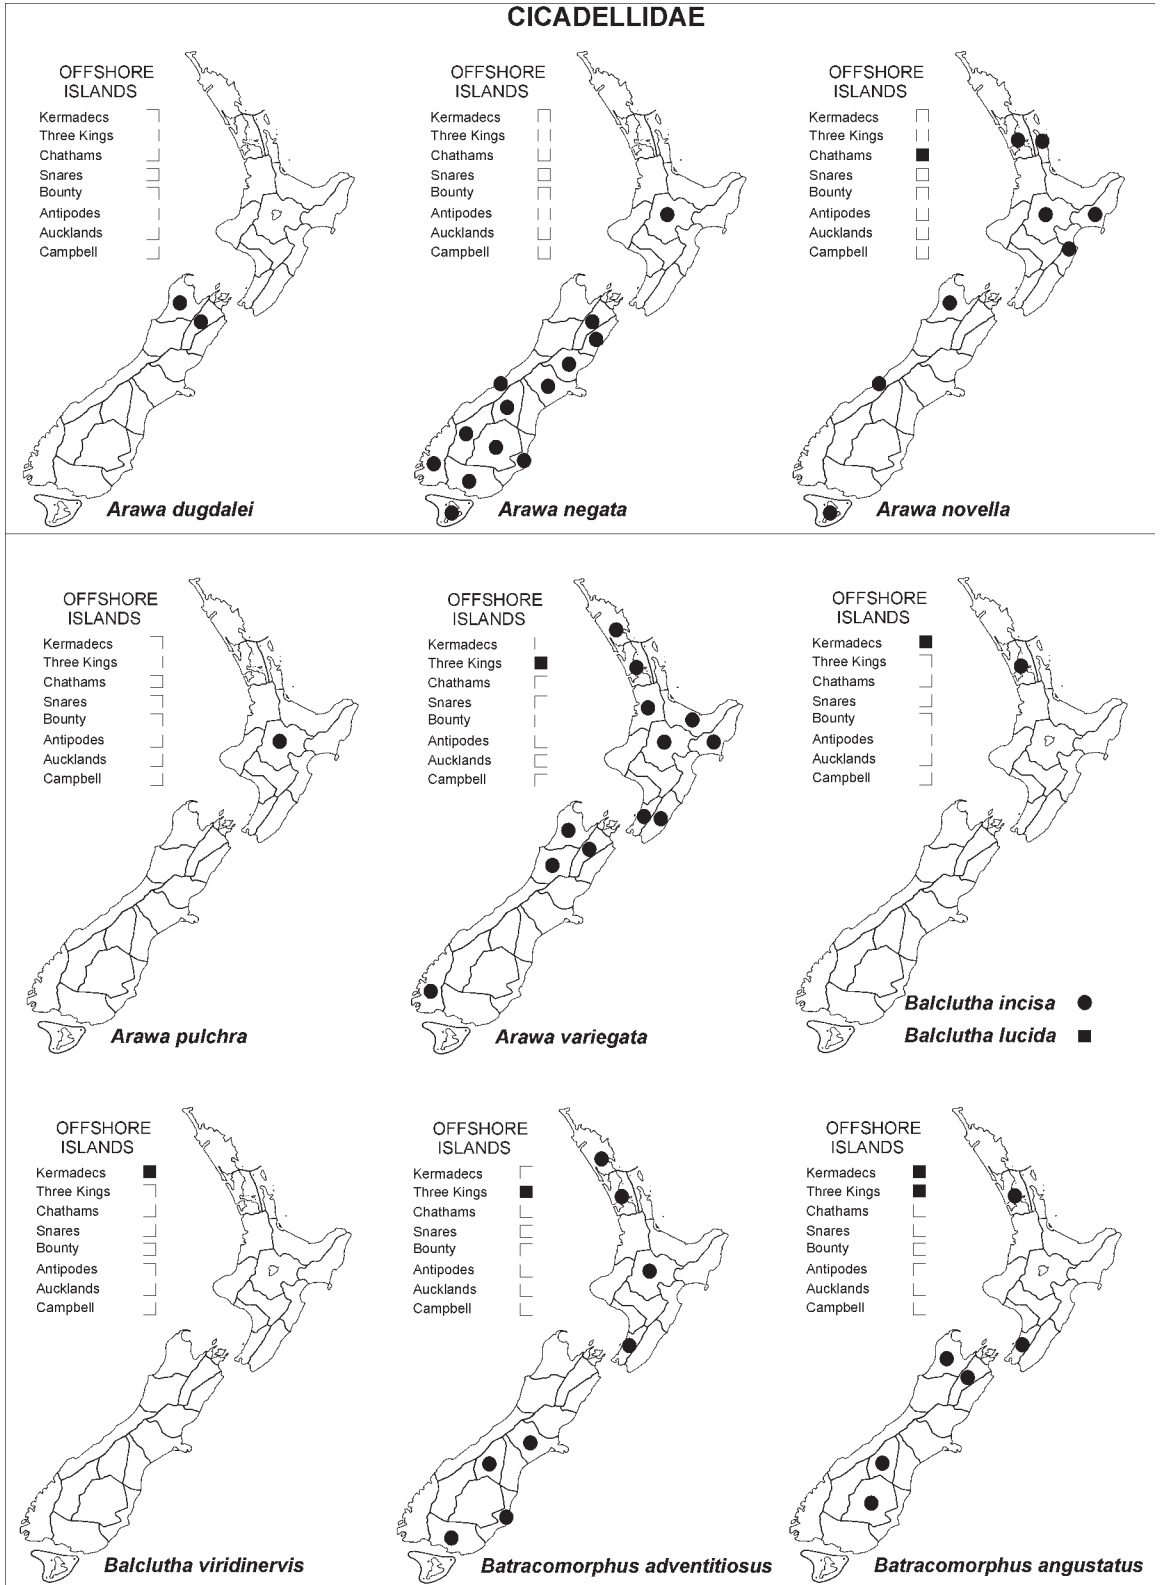 CICADELLIDAE
OFFSHORE
ISLANDS
Kermadecs
Three Kings
Chathams
Snares
Bounty
Antipodes
Aucklands
Campbell
Arawa dugdalei
OFFSHORE
ISLANDS
Kermadecs
Three Kings
Chathams
Snares
Bounty
Antipodes
Aucklands
Campbell
Arawa negata
OFFSHORE
ISLANDS
Kermadecs
Three Kings
Chathams
Snares
Bounty
Antipodes
Aucklands
Campbell
Arawa novella
OFFSHORE
ISLANDS
Kermadecs
Three Kings
Chathams
Snares
Bounty
Antipodes
Aucklands
Campbell
Arawa pulchra
OFFSHORE
ISLANDS
Kermadecs
Three Kings
Chathams
Snares
Bounty
Antipodes
Aucklands
Campbell
Arawa variegata
OFFSHORE
ISLANDS
Kermadecs
Three Kings
Chathams
Snares
Bounty
Antipodes
Aucklands
Campbell
Balclutha incisa
Balclutha lucida
OFFSHORE
ISLANDS
Kermadecs
Three Kings
Chathams
Snares
Bounty
Antipodes
Aucklands
Campbell
Balclutha viridinervis
OFFSHORE
ISLANDS
Kermadecs
Three Kings
Chathams
Snares
Bounty
Antipodes
Aucklands
Campbell
Batracomorphus adventitiosus
OFFSHORE
ISLANDS
Kermadecs
Three Kings
Chathams
Snares
Bounty
Antipodes
Aucklands
Campbell
Batracomorphus angustatus